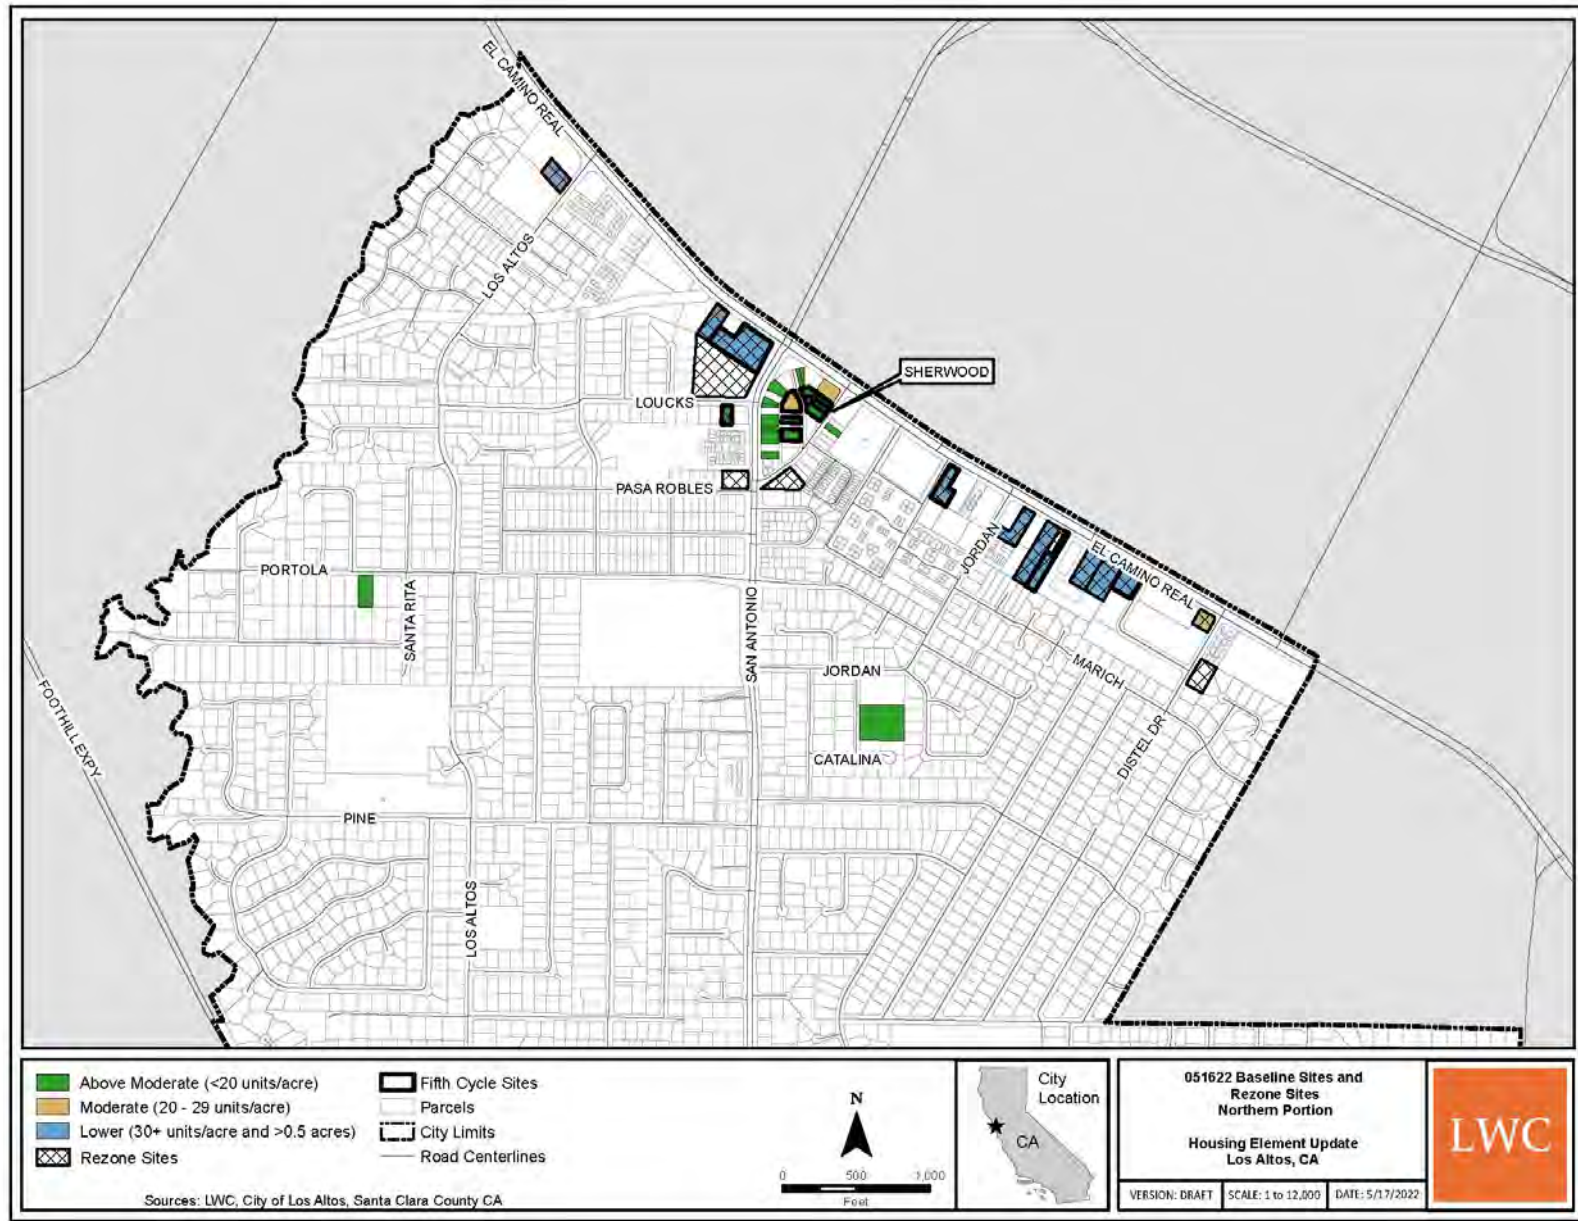 EL CAMINO REAL
LOS ALTOS
SHERWOOD
LOUCKS
PASA ROBLES
JORDAN
EL CAMINO REAL
PORTOLA
SANTA RITA
SAN ANTONIO
JORDAN
MARICH
FOOTHILL EXPY
CATALINA
DISTEL DR
PINE
LOS ALTOS
Above Moderate (<20 units/acre)
Moderate (20 - 29 units/acre)
Lower (30+ units/acre and >0.5 acres)
Rezone Sites
Fifth Cycle Sites
Parcels
City Limits
Road Centerlines
Sources: LWC, City of Los Altos, Santa Clara County CA
N
0 500 1,000
Feet
City
Location
CA
051622 Baseline Sites and
Rezone Sites
Northern Portion
Housing Element Update
Los Altos, CA
VERSION: DRAFT SCALE: 1 to 12,000 DATE: 5/17/2022
LWC